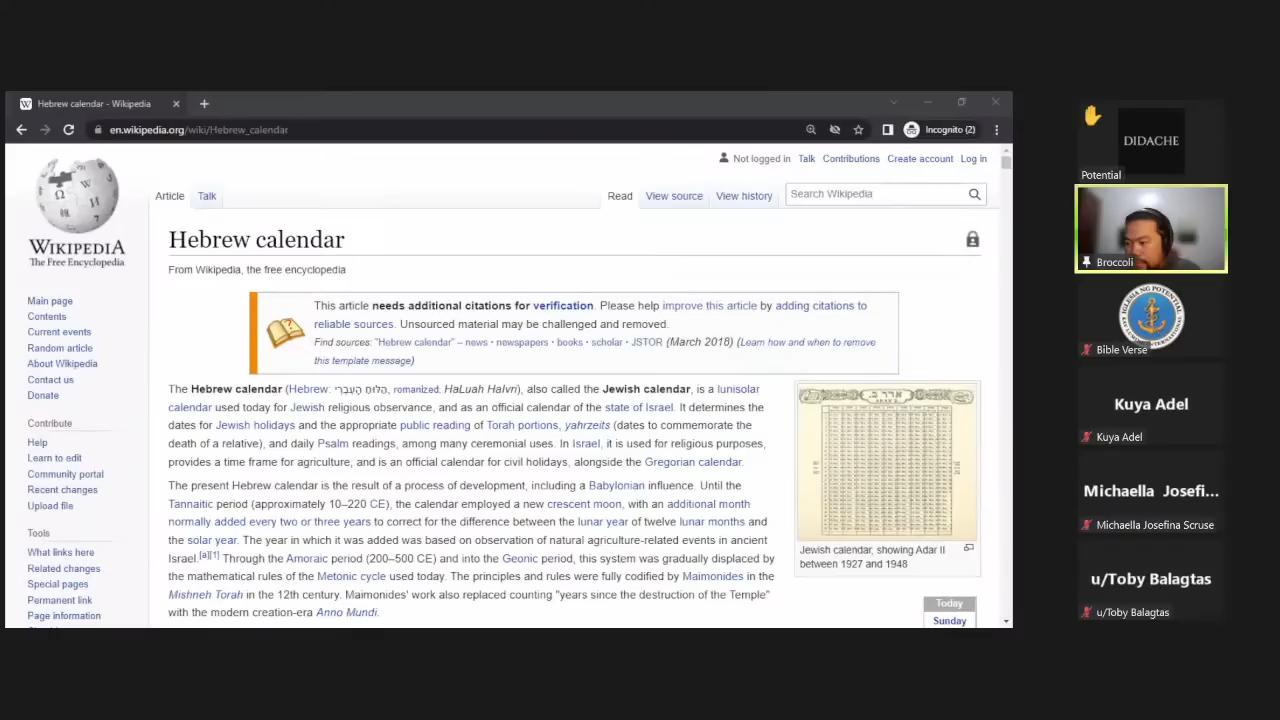 Hebrew calendar - Wikipedia
en.wikipedia.org/wiki/Hebrew_calendar
Incognito (2)
Not logged in Talk Contributions Create account Log in
Article Talk Read View source View history Search Wikipedia
WIKIPEDIA
The Free Encyclopedia
Hebrew calendar
From Wikipedia, the free encyclopedia
Main page
Contents
Current events
Random article
About Wikipedia
Contact us
Donate
Contribute
Help
Learn to edit
Community portal
Recent changes
Upload file
Tools
What links here
Related changes
Special pages
Permanent link
Page information
This article needs additional citations for verification. Please help improve this article by adding citations to
reliable sources. Unsourced material may be challenged and removed.
Find sources: "Hebrew calendar" – news · newspapers · books · scholar · JSTOR (March 2018) (Learn how and when to remove
this template message)
The Hebrew calendar (Hebrew: הַלּוּחַ הָעִבְרִי, romanized: HaLuah HaIvri), also called the Jewish calendar, is a lunisolar
calendar used today for Jewish religious observance, and as an official calendar of the state of Israel. It determines the
dates for Jewish holidays and the appropriate public reading of Torah portions, yahrzeits (dates to commemorate the
death of a relative), and daily Psalm readings, among many ceremonial uses. In Israel, it is used for religious purposes,
provides a time frame for agriculture, and is an official calendar for civil holidays, alongside the Gregorian calendar.
The present Hebrew calendar is the result of a process of development, including a Babylonian influence. Until the
Tannaitic period (approximately 10–220 CE), the calendar employed a new crescent moon, with an additional month
normally added every two or three years to correct for the difference between the lunar year of twelve lunar months and
the solar year. The year in which it was added was based on observation of natural agriculture-related events in ancient
Israel.[a][1] Through the Amoraic period (200–500 CE) and into the Geonic period, this system was gradually displaced by
the mathematical rules of the Metonic cycle used today. The principles and rules were fully codified by Maimonides in the
Mishneh Torah in the 12th century. Maimonides' work also replaced counting "years since the destruction of the Temple"
with the modern creation-era Anno Mundi.
Jewish calendar, showing Adar II
between 1927 and 1948
Today
Sunday
DIDACHE
Potential
Broccoli
Bible Verse
Kuya Adel
Kuya Adel
Michaella Josefi...
Michaella Josefina Scruse
u/Toby Balagtas
u/Toby Balagtas